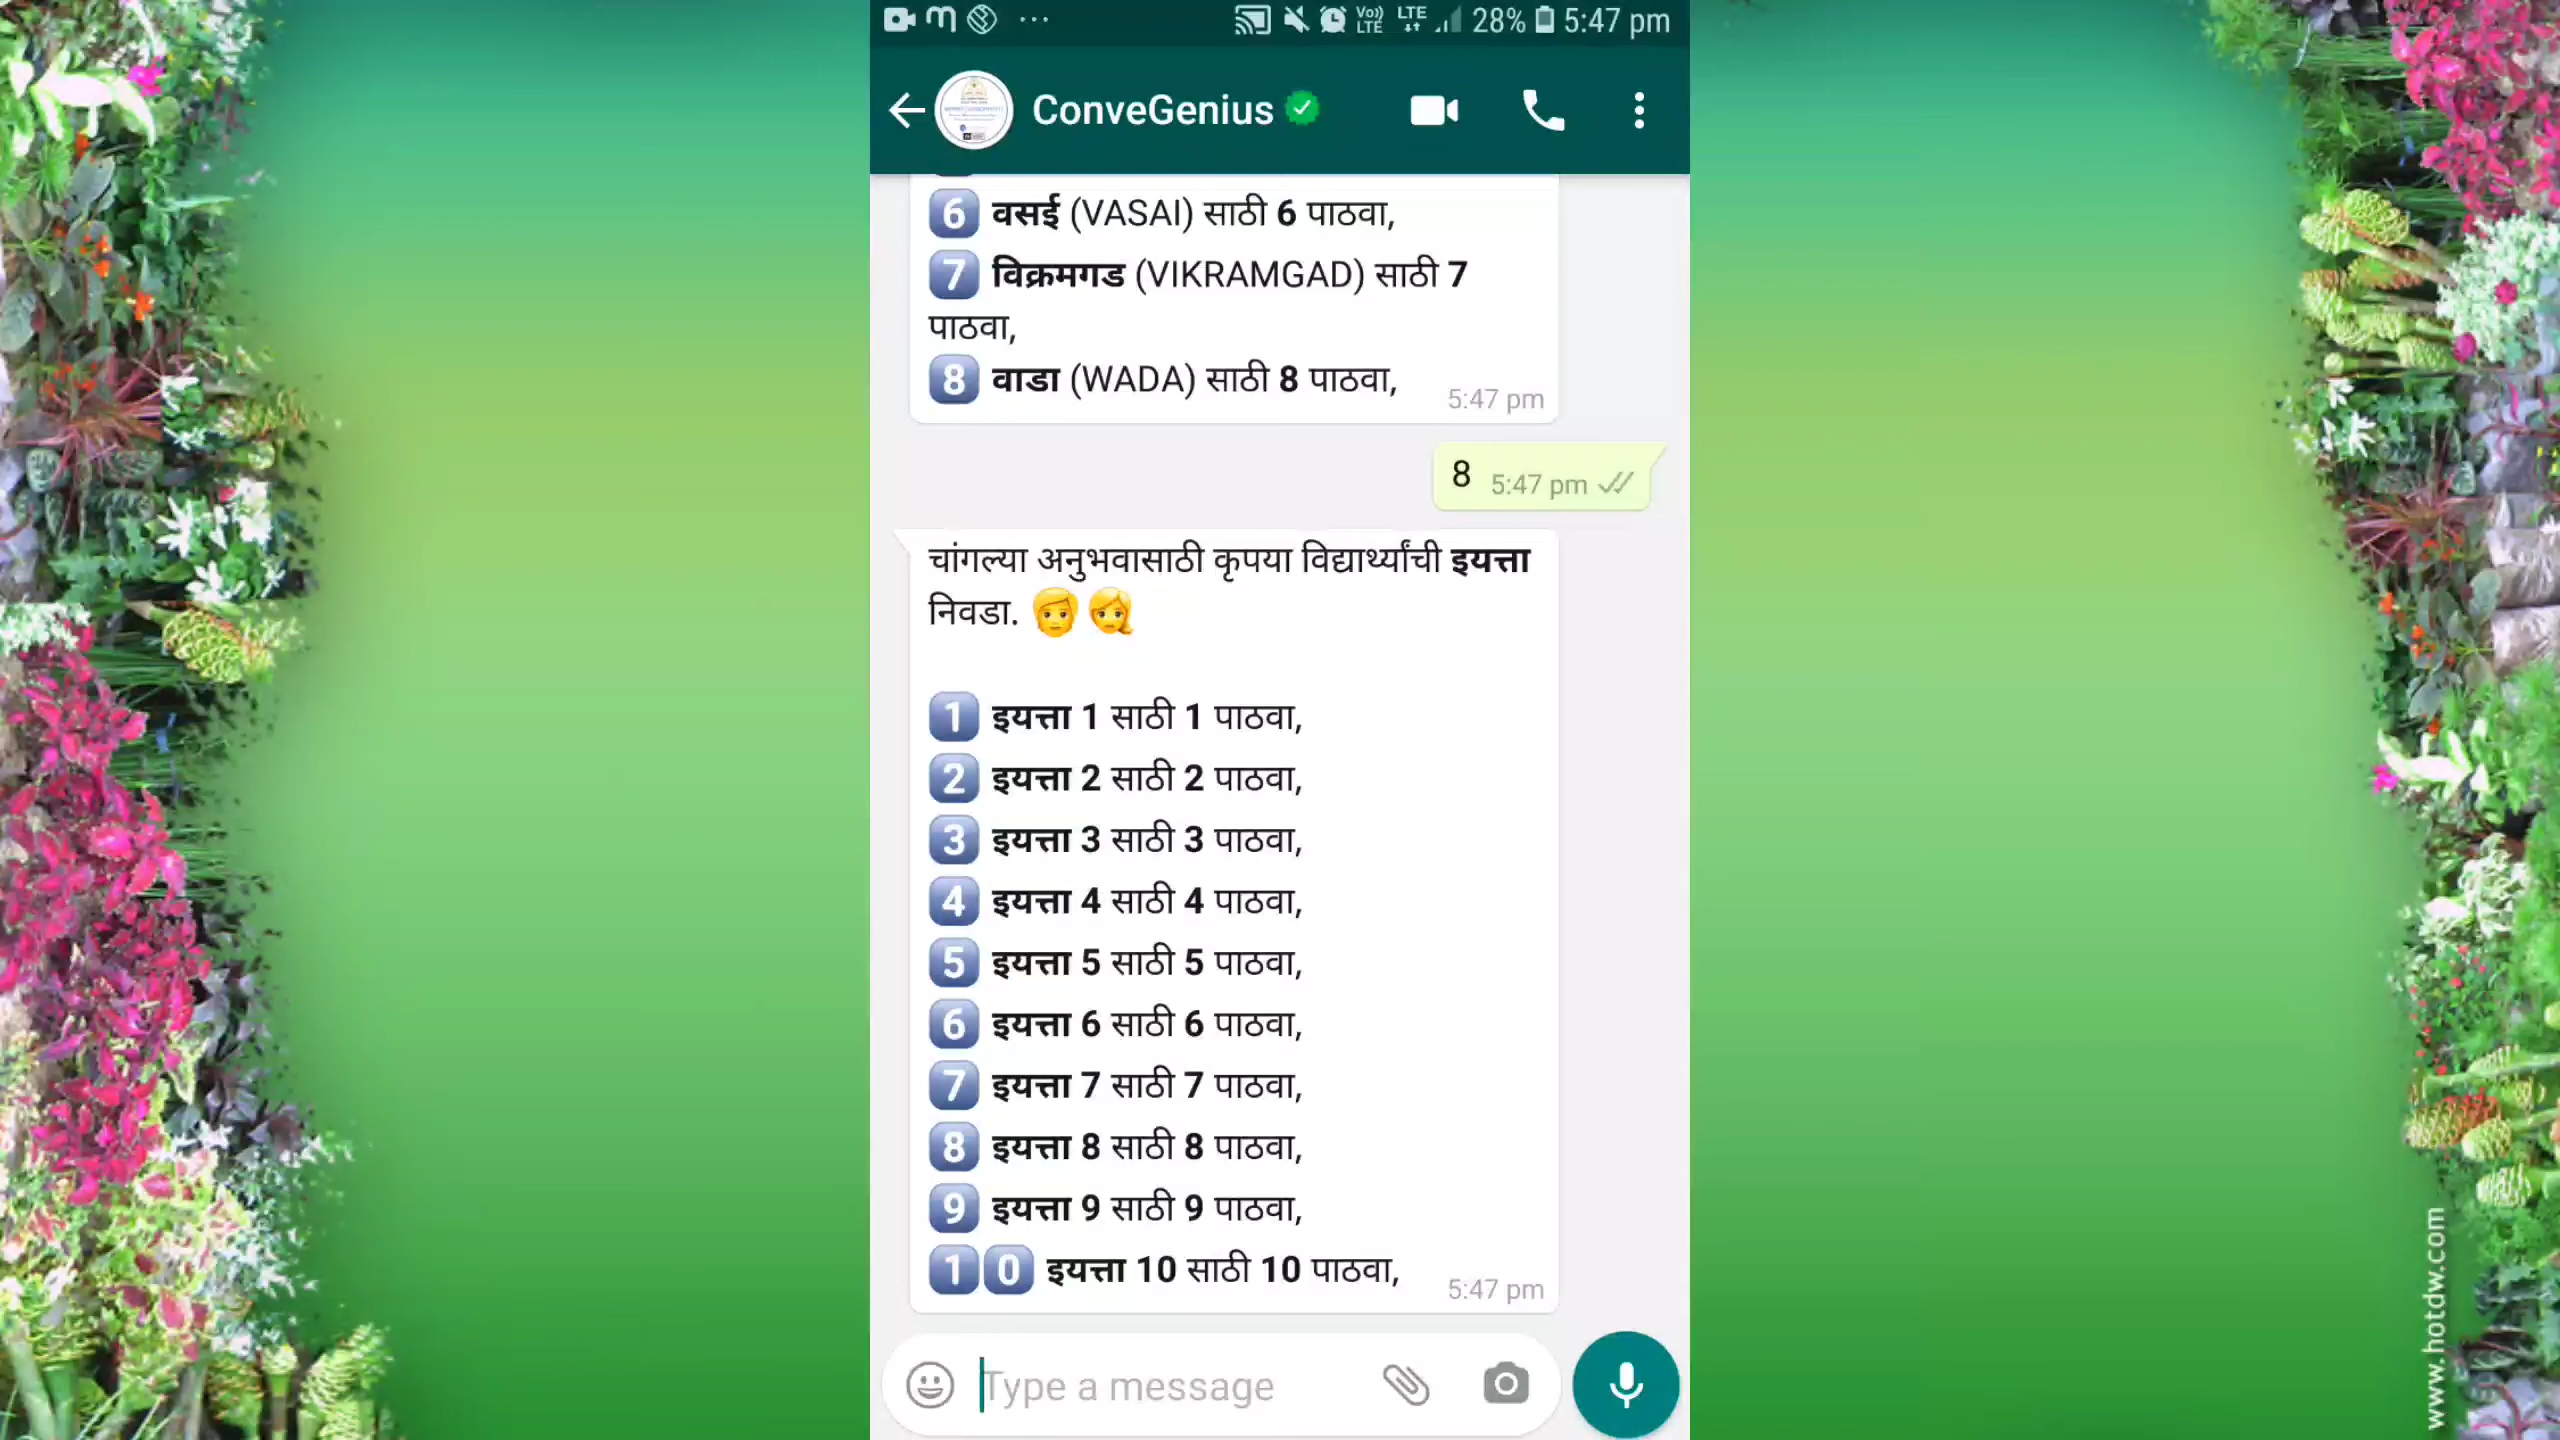 28% 5:47 pm
ConveGenius
6 वसई (VASAI) साठी 6 पाठवा,
7 विक्रमगड (VIKRAMGAD) साठी 7
पाठवा,
8 वाडा (WADA) साठी 8 पाठवा,
5:47 pm
8 5:47 pm
चांगल्या अनुभवासाठी कृपया विद्यार्थ्यांची इयत्ता
निवडा.
1 इयत्ता 1 साठी 1 पाठवा,
2 इयत्ता 2 साठी 2 पाठवा,
3 इयत्ता 3 साठी 3 पाठवा,
4 इयत्ता 4 साठी 4 पाठवा,
5 इयत्ता 5 साठी 5 पाठवा,
6 इयत्ता 6 साठी 6 पाठवा,
7 इयत्ता 7 साठी 7 पाठवा,
8 इयत्ता 8 साठी 8 पाठवा,
9 इयत्ता 9 साठी 9 पाठवा,
10 इयत्ता 10 साठी 10 पाठवा,
5:47 pm
Type a message
www.hotdw.com